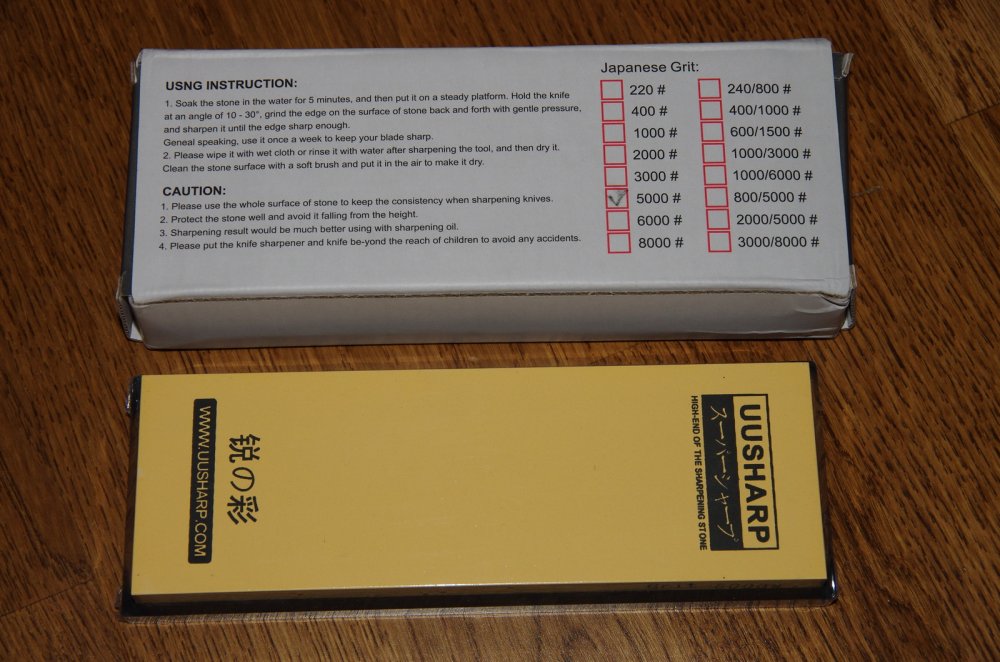 USNG INSTRUCTION:
1. Soak the stone in the water for 5 minutes, and then put it on a steady platform. Hold the knife
at an angle of 10 - 30°, grind the edge on the surface of stone back and forth with gentle pressure,
and sharpen it until the edge sharp enough.
Geneal speaking, use it once a week to keep your blade sharp.
2. Please wipe it with wet cloth or rinse it with water after sharpening the tool, and then dry it.
Clean the stone surface with a soft brush and put it in the air to make it dry.
CAUTION:
1. Please use the whole surface of stone to keep the consistency when sharpening knives.
2. Protect the stone well and avoid it falling from the height.
3. Sharpening result would be much better using with sharpening oil.
4. Please put the knife sharpener and knife be-yond the reach of children to avoid any accidents.
Japanese Grit:
220 #
400 #
1000 #
2000 #
3000 #
5000 #
6000 #
8000 #
240/800 #
400/1000 #
600/1500 #
1000/3000 #
1000/6000 #
800/5000 #
2000/5000 #
3000/8000 #
UUSHARP
スーパーシャープ
HIGH-END OF THE SHARPENING STONE
鋭の彩
WWW.UUSHARP.COM